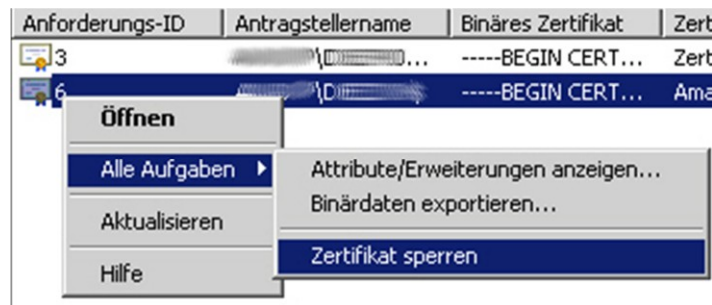 Anforderungs-ID Antragstellername Binäres Zertifikat Zert
3 -----BEGIN CERT... Zert
6 -----BEGIN CERT... Ama
Öffnen
Alle Aufgaben
Attribute/Erweiterungen anzeigen...
Binärdaten exportieren...
Zertifikat sperren
Aktualisieren
Hilfe